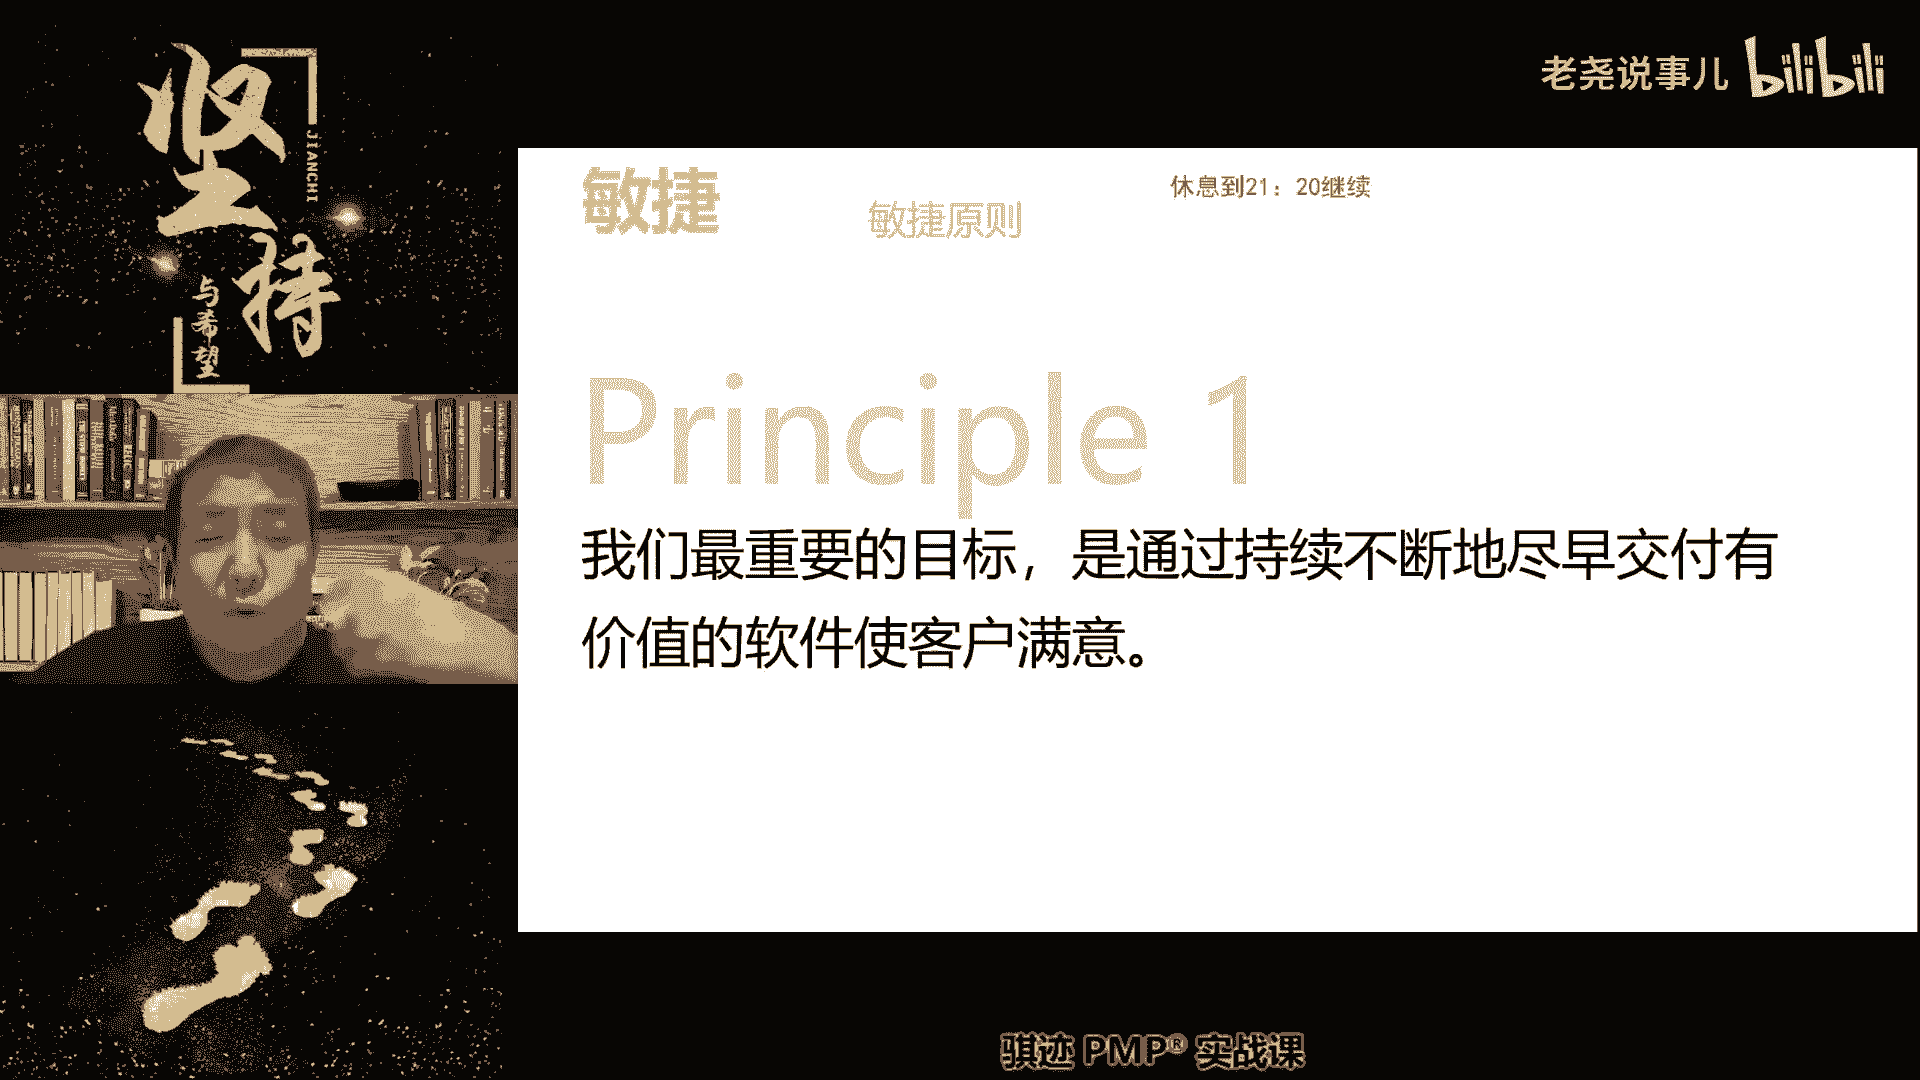 坚持
JIANCHI
与希望
老尧说事儿 bilibili
敏捷
敏捷原则
休息到21：20继续
Principle 1
我们最重要的目标，是通过持续不断地尽早交付有
价值的软件使客户满意。
骐迹 PMP® 实战课